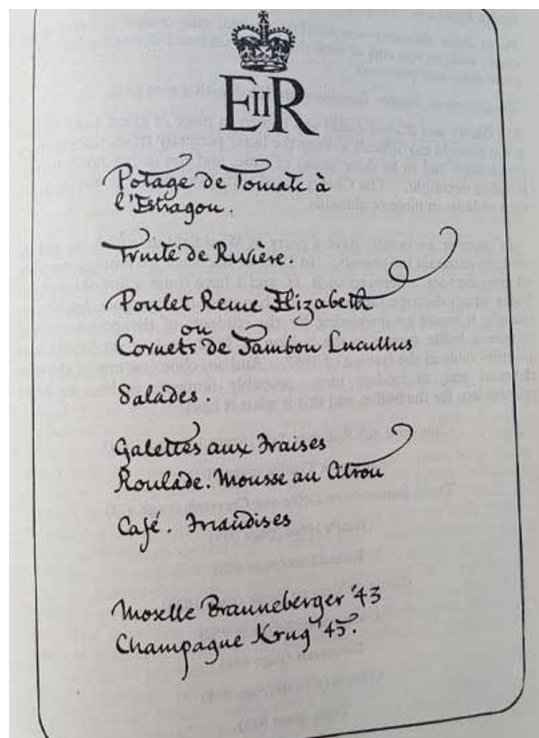 EIIR
Potage de Tomate à
l'Estragon.
Truite de Rivière.
Poulet Reine Elizabeth
ou
Cornets de Jambon Lucullus
Salades.
Galettes aux Fraises
Roulade. Mousse au Citron
Café. Friandises
Moselle Brauneberger '43
Champagne Krug '45.